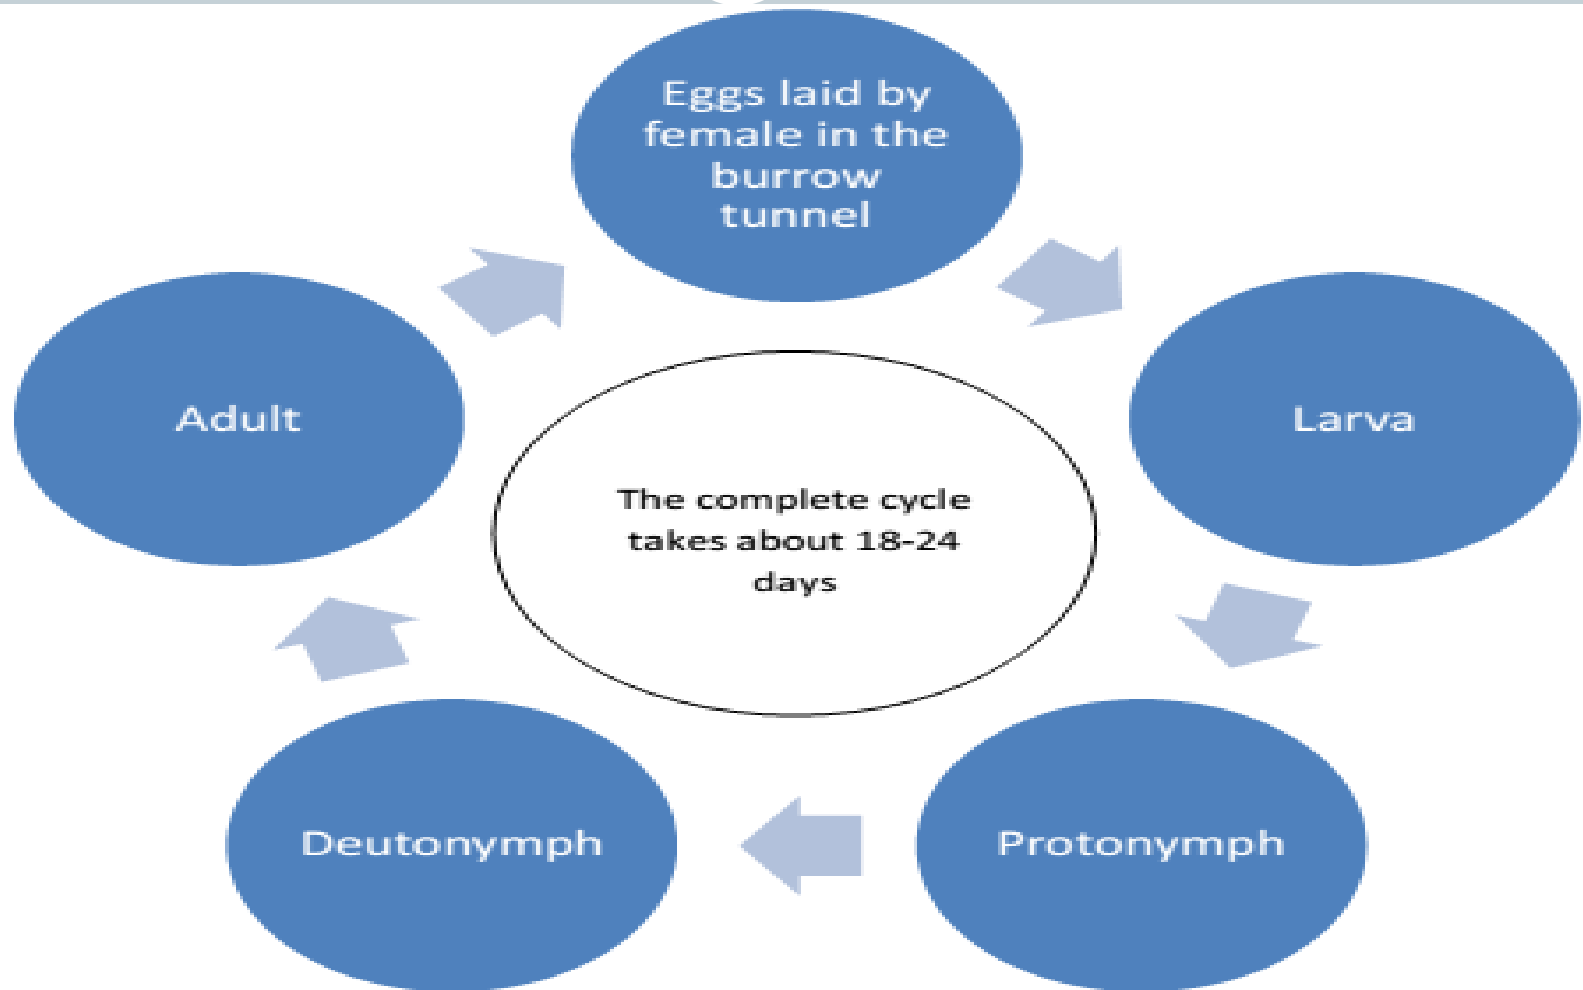 Eggs laid by
female in the
burrow
tunnel
Adult
Larva
The complete cycle
takes about 18-24
days
Deutonymph
Protonymph